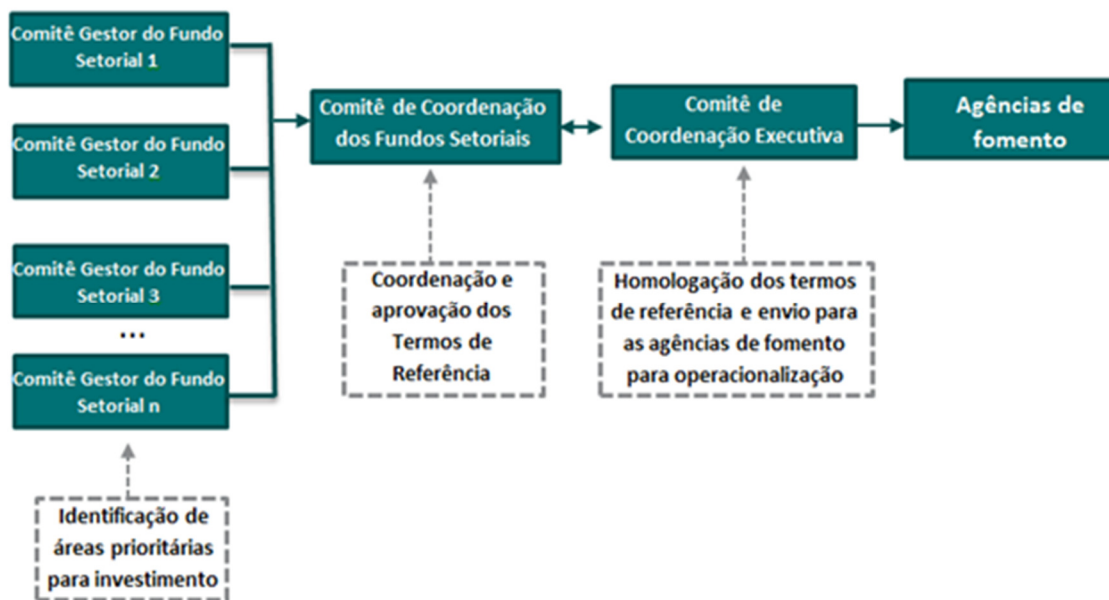 Comitê Gestor do Fundo
Setorial 1
Comitê Gestor do Fundo
Setorial 2
Comitê Gestor do Fundo
Setorial 3
...
Comitê Gestor do Fundo
Setorial n
Identificação de
áreas prioritárias
para investimento
Comitê de Coordenação
dos Fundos Setoriais
Coordenação e
aprovação dos
Termos de
Referência
Comitê de
Coordenação Executiva
Homologação dos termos
de referência e envio para
as agências de fomento
para operacionalização
Agências de
fomento